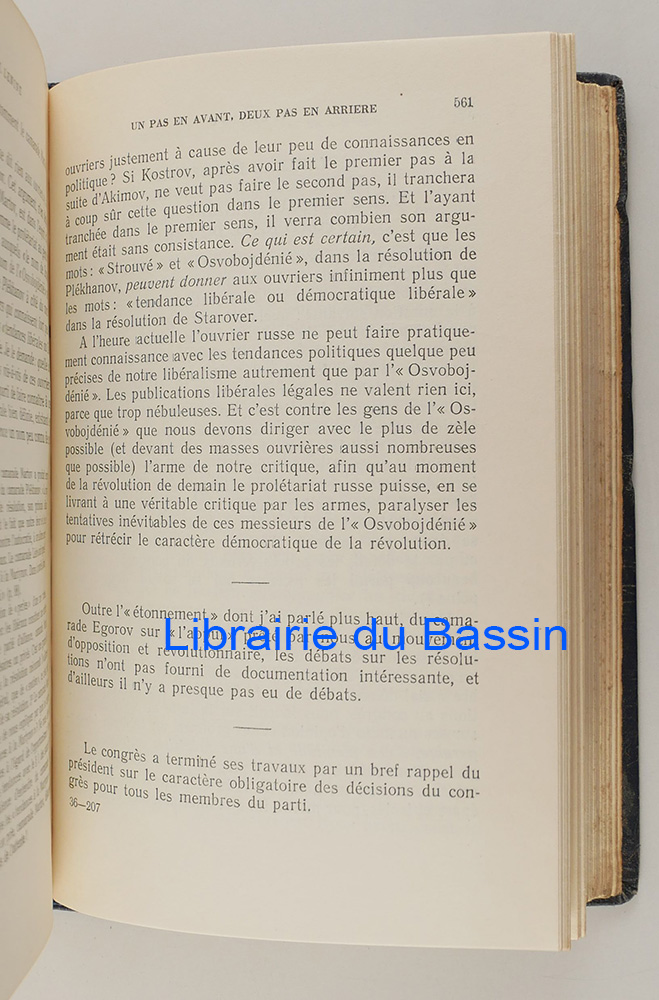 UN PAS EN AVANT, DEUX PAS EN ARRIERE 561
ouvriers justement à cause de leur peu de connaissances en
politique? Si Kostrov, après avoir fait le premier pas à la
suite d'Akimov, ne veut pas faire le second pas, il tranchera
à coup sûr cette question dans le premier sens. Et l'ayant
tranchée dans le premier sens, il verra combien son argu-
ment était sans consistance. Ce qui est certain, c'est que les
mots: «Strouvé» et «Osvobojdénié», dans la résolution de
Plékhanov, peuvent donner aux ouvriers infiniment plus que
les mots: «tendance libérale ou démocratique libérale»
dans la résolution de Starover.
A l'heure actuelle l'ouvrier russe ne peut faire pratique-
ment connaissance avec les tendances politiques quelque peu
précises de notre libéralisme autrement que par l'«Osvoboj-
dénié». Les publications libérales légales ne valent rien ici,
parce que trop nébuleuses. Et c'est contre les gens de l'«Os-
vobojdénié» que nous devons diriger avec le plus de zèle
possible (et devant des masses ouvrières aussi nombreuses
que possible) l'arme de notre critique, afin qu'au moment
de la révolution de demain le prolétariat russe puisse, en se
livrant à une véritable critique par les armes, paralyser les
tentatives inévitables de ces messieurs de l'«Osvobojdénié»
pour rétrécir le caractère démocratique de la révolution.
Outre l'«étonnement» dont j'ai parlé plus haut, du cama-
rade Egorov sur «l'appui» prêté par nous au mouvement
Librairie du Bassin
d'opposition et révolutionnaire, les débats sur les résolu-
tions n'ont pas fourni de documentation intéressante, et
d'ailleurs il n'y a presque pas eu de débats.
Le congrès a terminé ses travaux par un bref rappel du
président sur le caractère obligatoire des décisions du con-
grès pour tous les membres du parti.
36—207